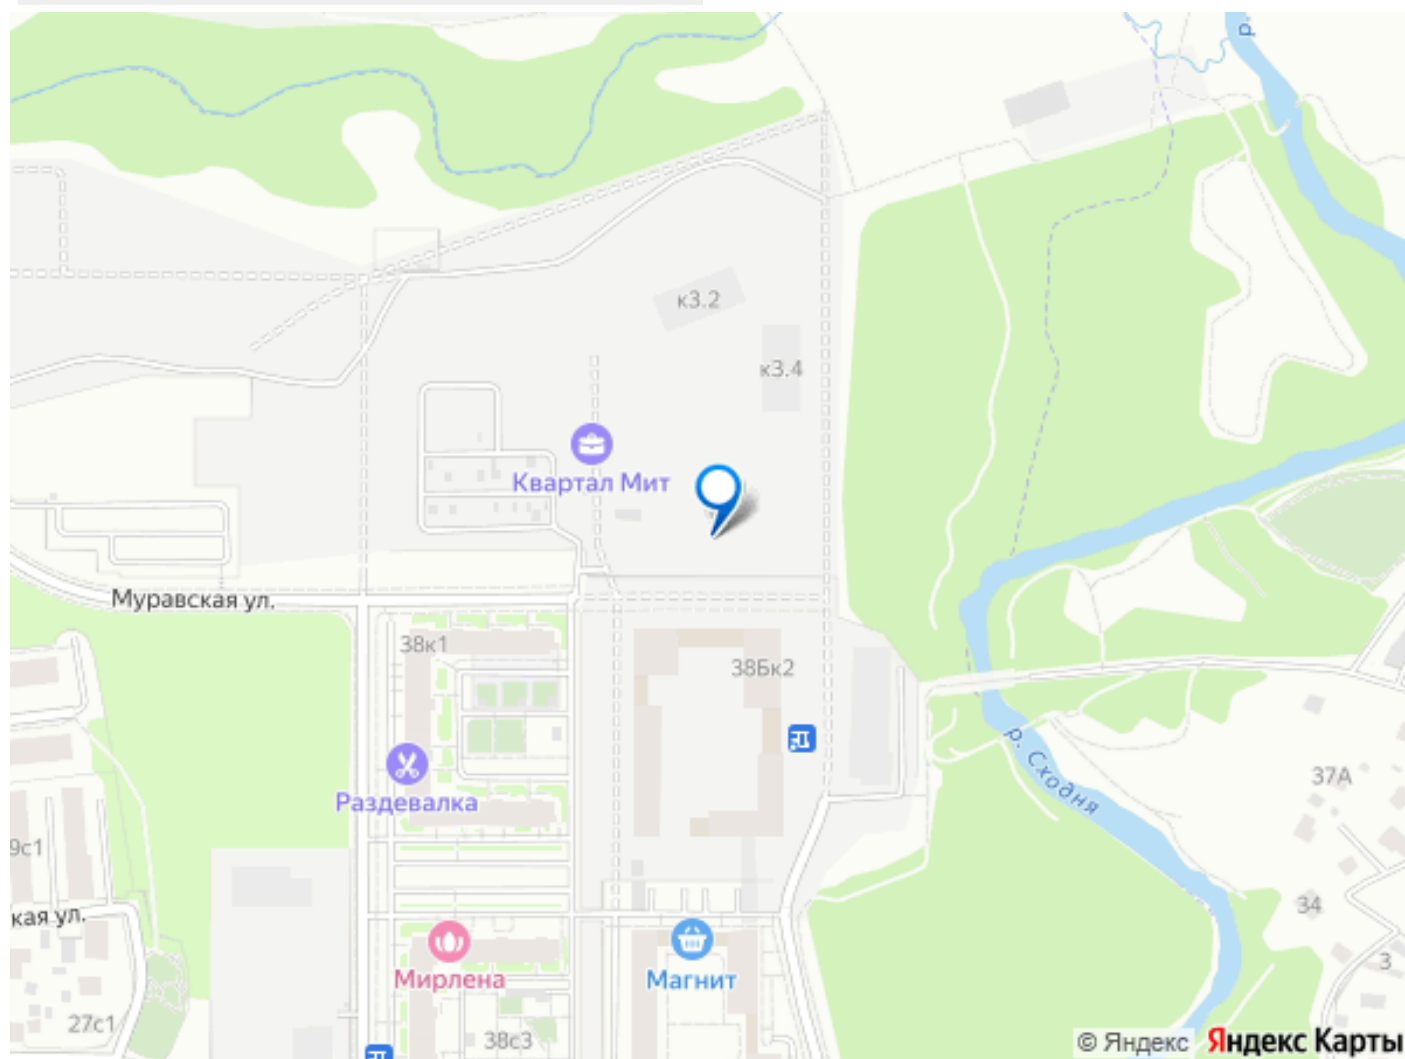 р.
к3.2
к3.4
Квартал Мит
Муравская ул.
38к1
38Бк2
р. Сходня
Раздевалка
37А
9с1
34
кая ул.
Мирлена
Магнит
3
27с1
38с3
© Яндекс Яндекс Карты